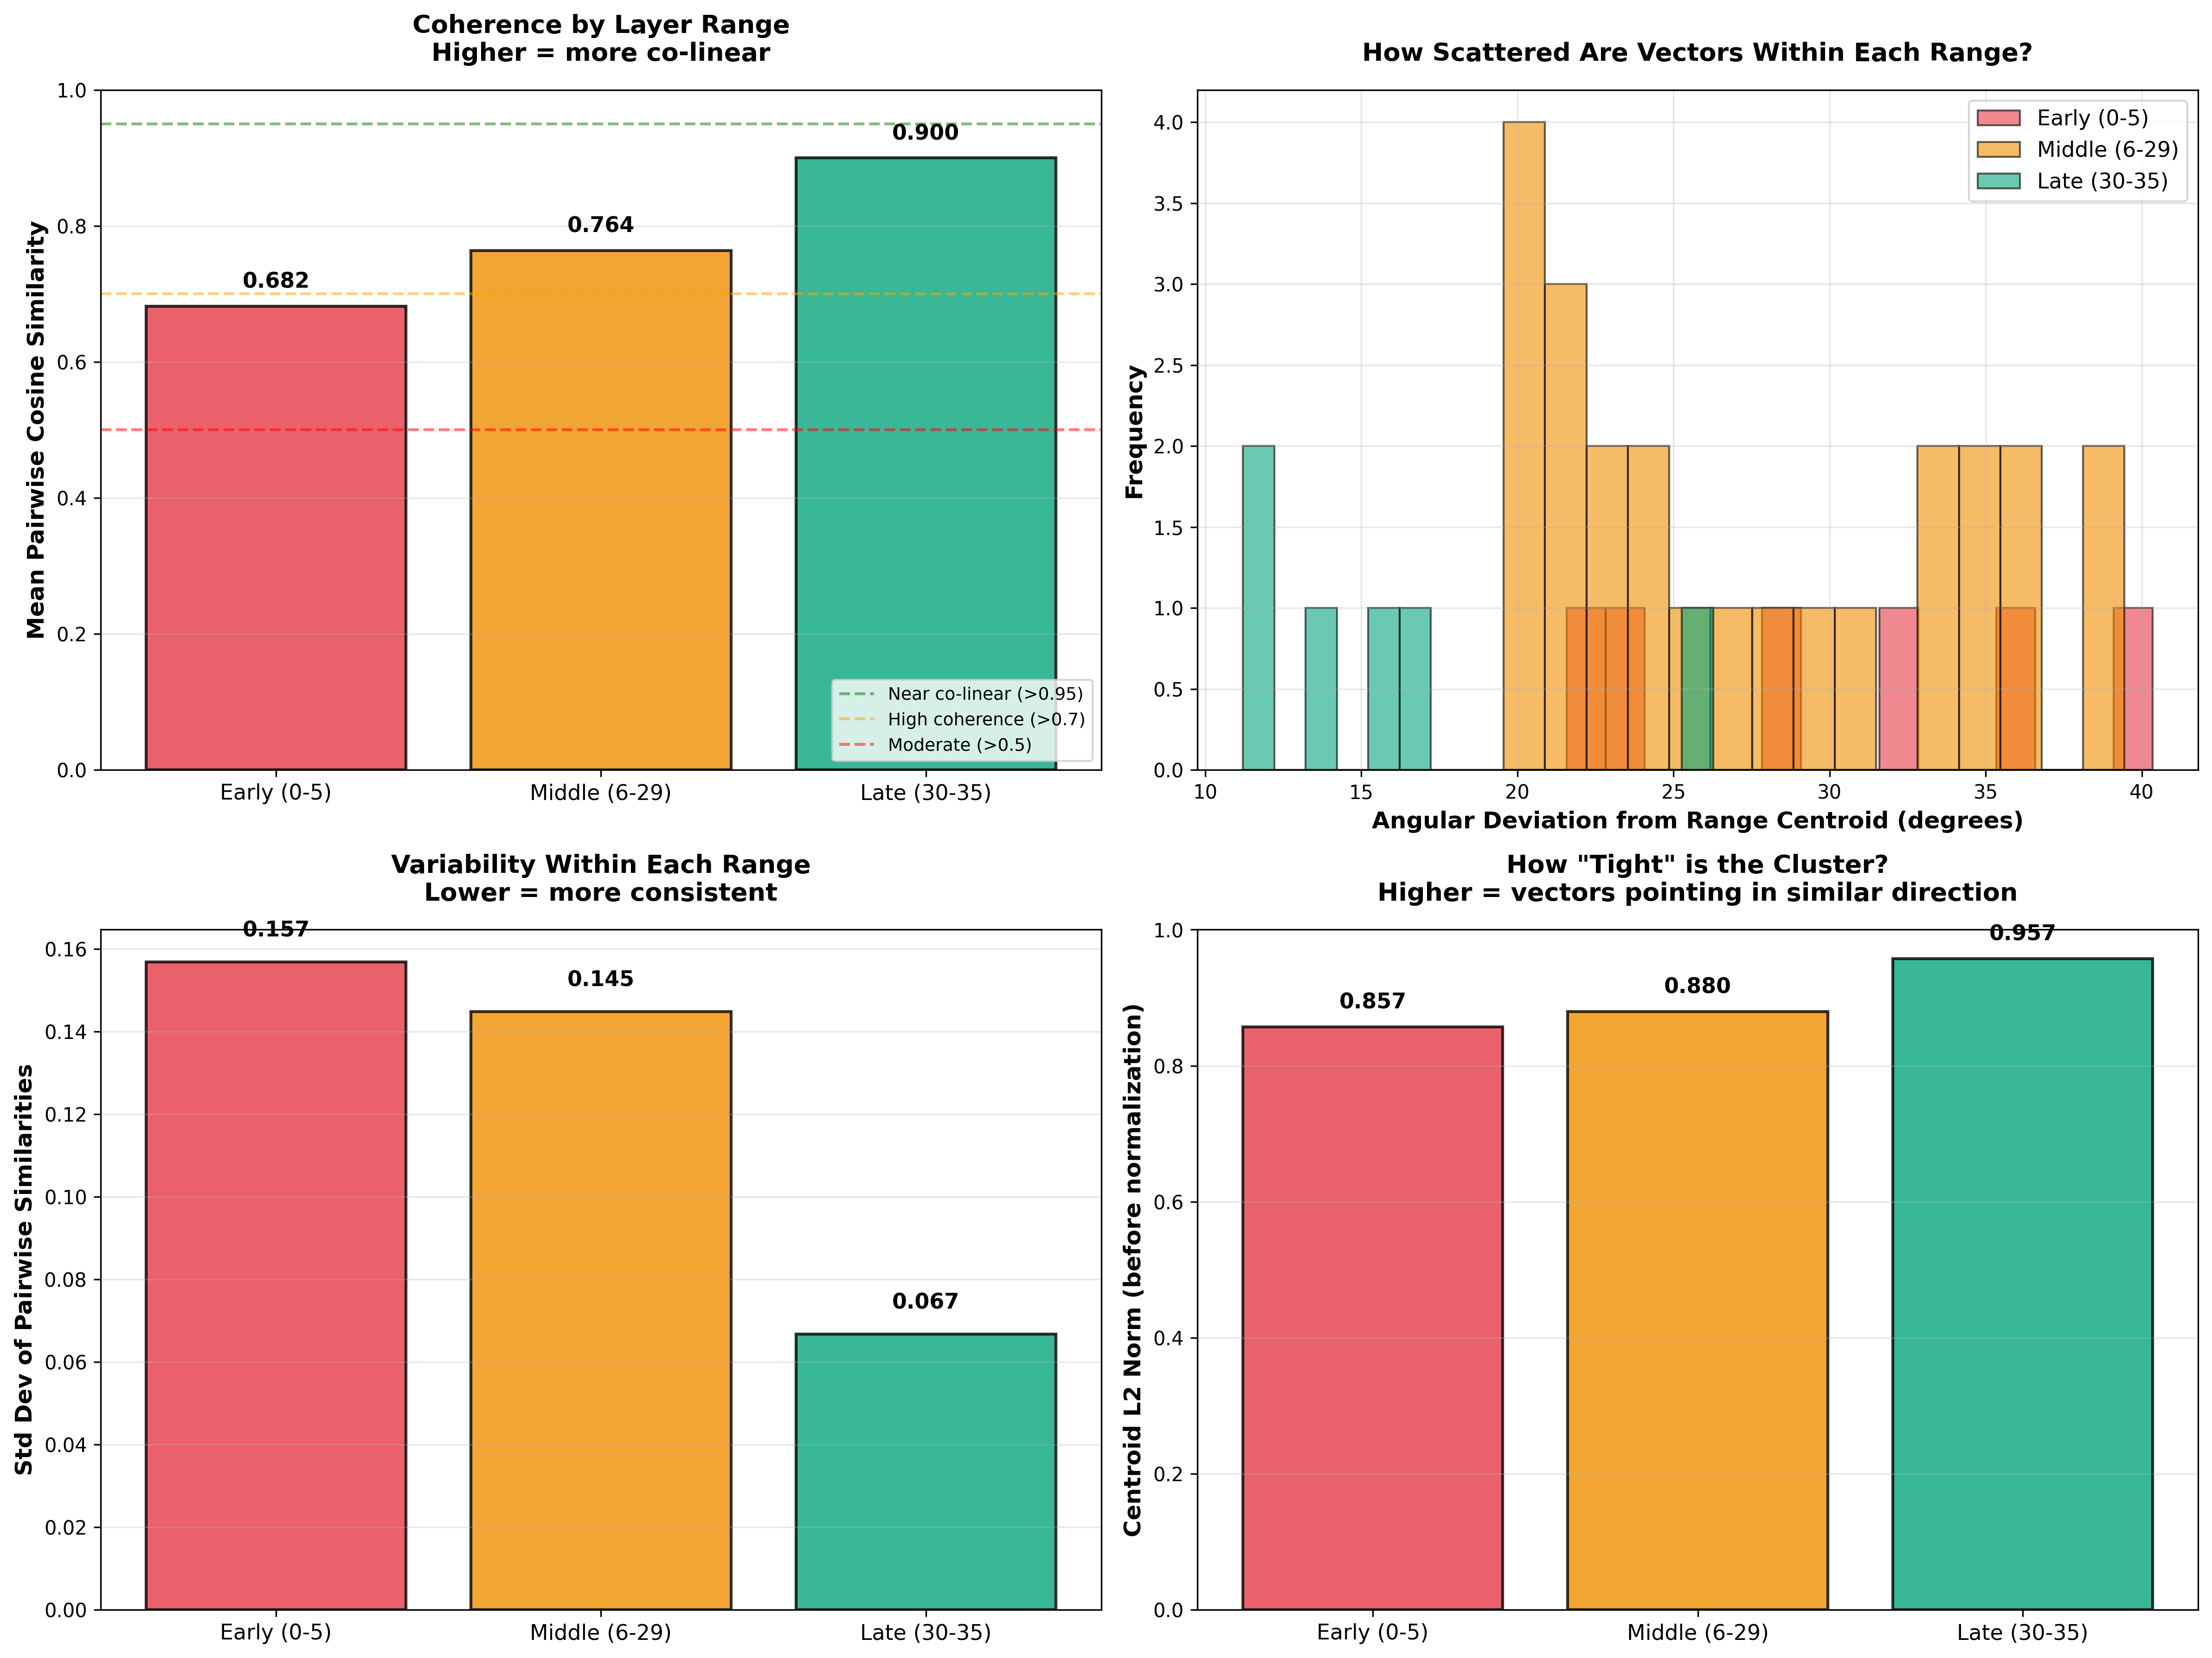 Coherence by Layer Range
Higher = more co-linear
Mean Pairwise Cosine Similarity
1.0
0.8
0.6
0.4
0.2
0.0
0.682
0.764
0.900
Near co-linear (>0.95)
High coherence (>0.7)
Moderate (>0.5)
Early (0-5)
Middle (6-29)
Late (30-35)
How Scattered Are Vectors Within Each Range?
Frequency
4.0
3.5
3.0
2.5
2.0
1.5
1.0
0.5
0.0
Early (0-5)
Middle (6-29)
Late (30-35)
10
15
20
25
30
35
40
Angular Deviation from Range Centroid (degrees)
Variability Within Each Range
Lower = more consistent
Std Dev of Pairwise Similarities
0.16
0.14
0.12
0.10
0.08
0.06
0.04
0.02
0.00
0.157
0.145
0.067
Early (0-5)
Middle (6-29)
Late (30-35)
How "Tight" is the Cluster?
Higher = vectors pointing in similar direction
Centroid L2 Norm (before normalization)
1.0
0.8
0.6
0.4
0.2
0.0
0.857
0.880
0.957
Early (0-5)
Middle (6-29)
Late (30-35)